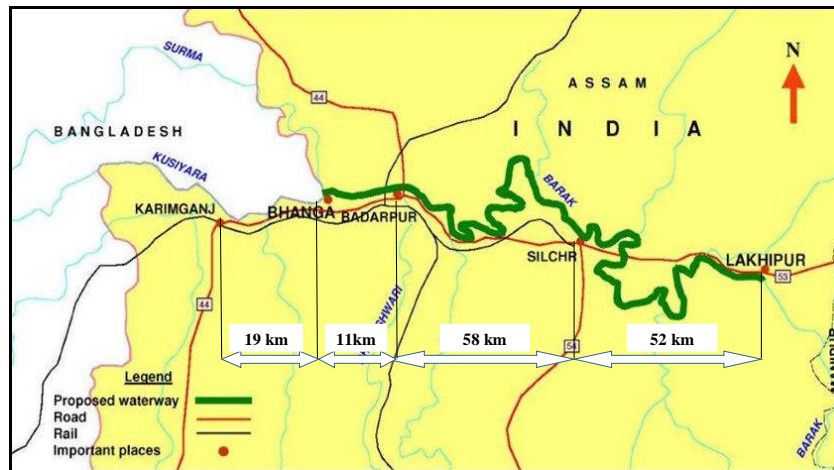 SURMA
44
ASSAM
N
BANGLADESH
INDIA
KUSIYARA
BARAK
KARIMGANJ
BHANGA
BADARPUR
SILCHR
LAKHIPUR
53
44
19 km
11km
58 km
52 km
54
Legend
Proposed waterway
Road
Rail
Important places
BARAK